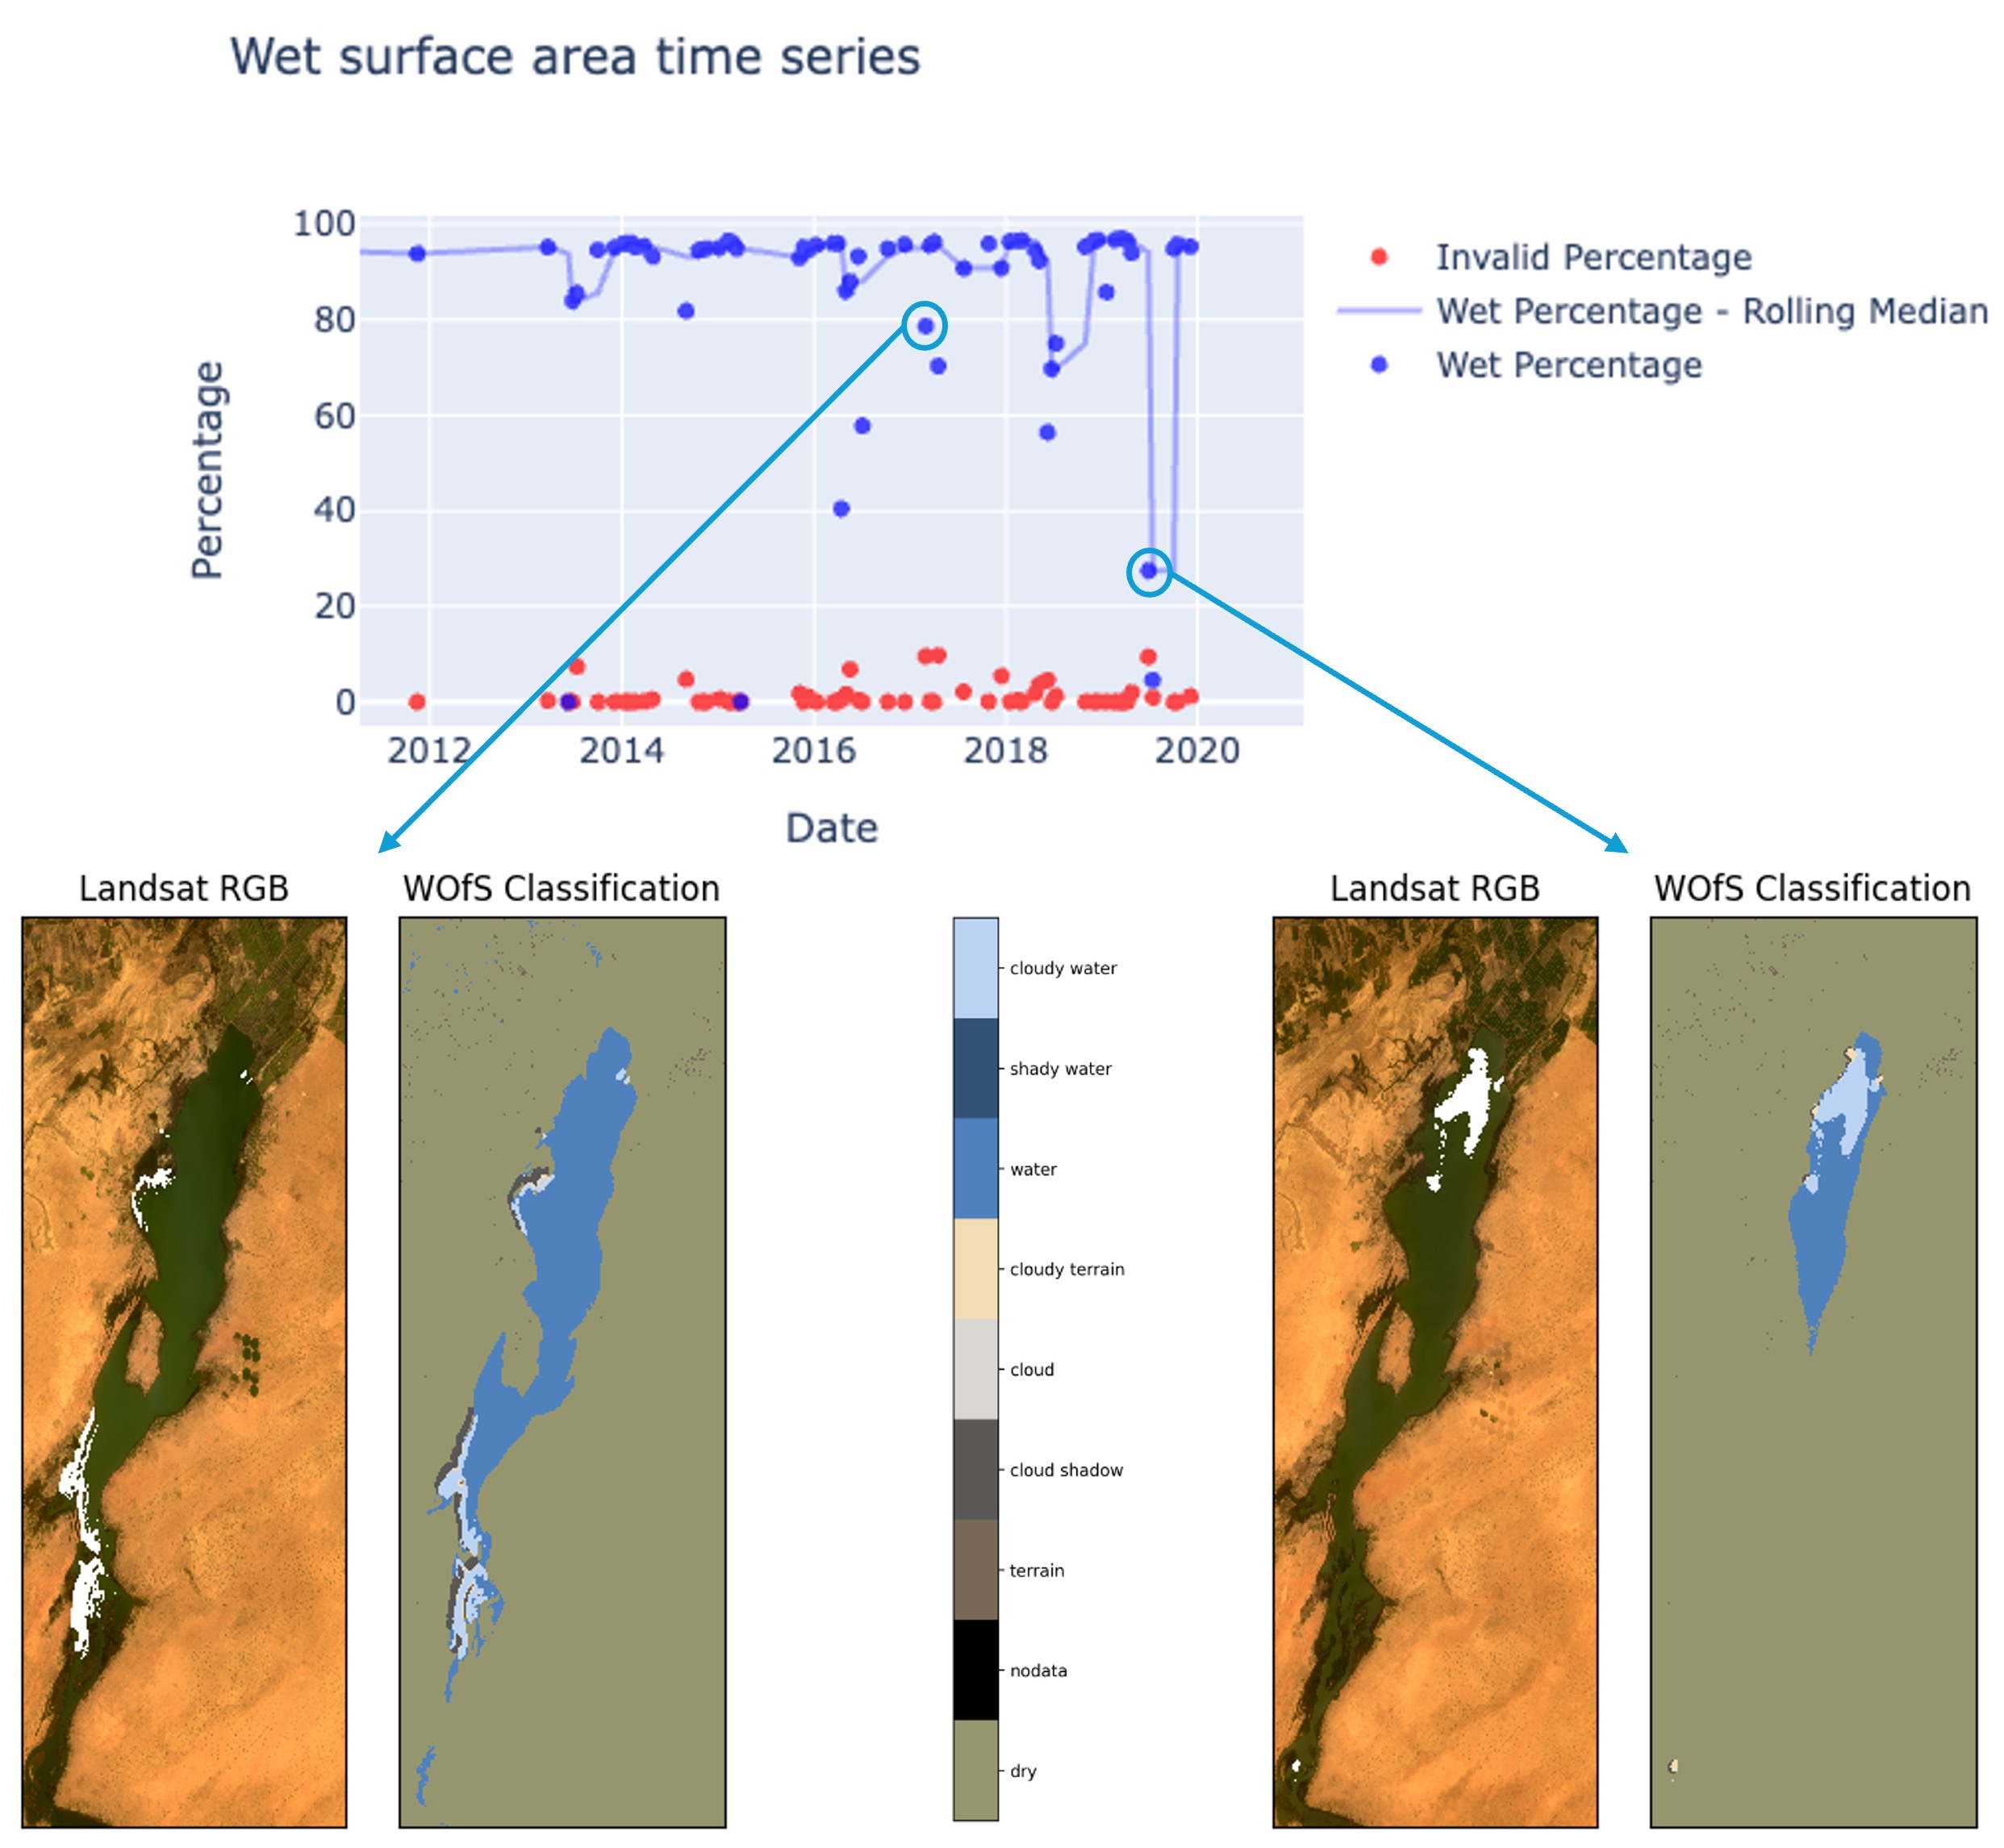 Wet surface area time series
100
80
60
40
20
0
Percentage
2012 2014 2016 2018 2020
Date
Invalid Percentage
Wet Percentage - Rolling Median
Wet Percentage
Landsat RGB
WOfS Classification
cloudy water
shady water
water
cloudy terrain
cloud
cloud shadow
terrain
nodata
dry
Landsat RGB
WOfS Classification